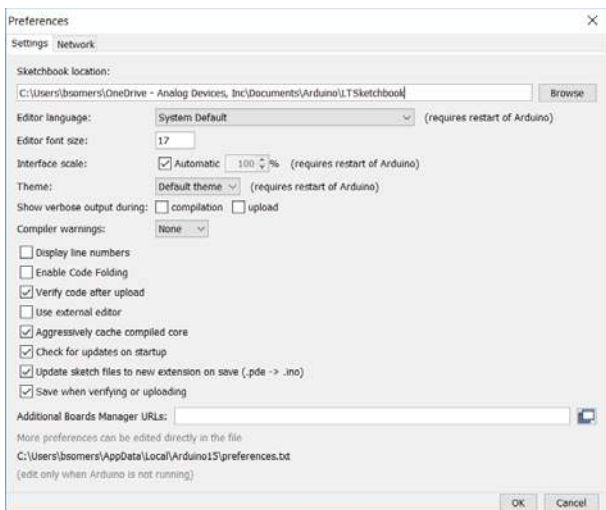 Preferences
Settings Network
Sketchbook location:
C:\Users\bsomers\OneDrive - Analog Devices, Inc\Documents\Arduino\LTSketchbook Browse
Editor language: System Default (requires restart of Arduino)
Editor font size: 17
Interface scale: Automatic 100 % (requires restart of Arduino)
Theme: Default theme (requires restart of Arduino)
Show verbose output during: compilation upload
Compiler warnings: None
Display line numbers
Enable Code Folding
Verify code after upload
Use external editor
Aggressively cache compiled core
Check for updates on startup
Update sketch files to new extension on save (.pde -> .ino)
Save when verifying or uploading
Additional Boards Manager URLs:
More preferences can be edited directly in the file
C:\Users\bsomers\AppData\Local\Arduino15\preferences.txt
(edit only when Arduino is not running)
OK Cancel